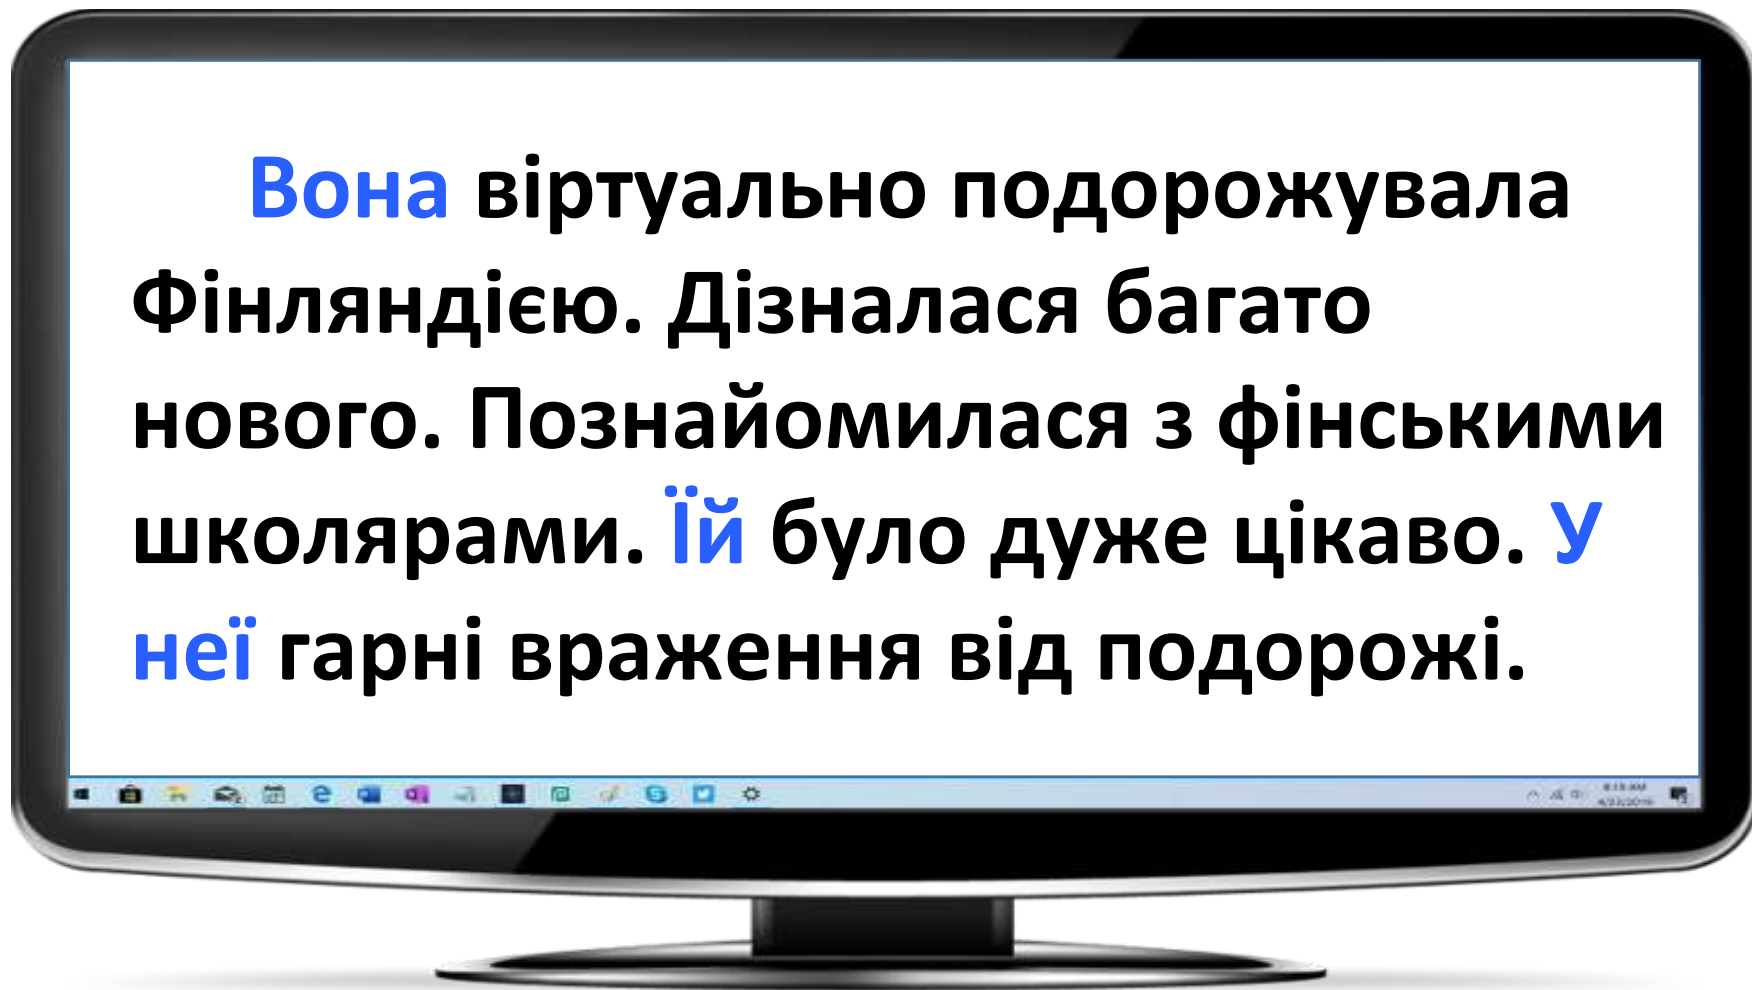 Вона віртуально подорожувала
Фінляндією. Дізналася багато
нового. Познайомилася з фінськими
школярами. Їй було дуже цікаво. У
неї гарні враження від подорожі.